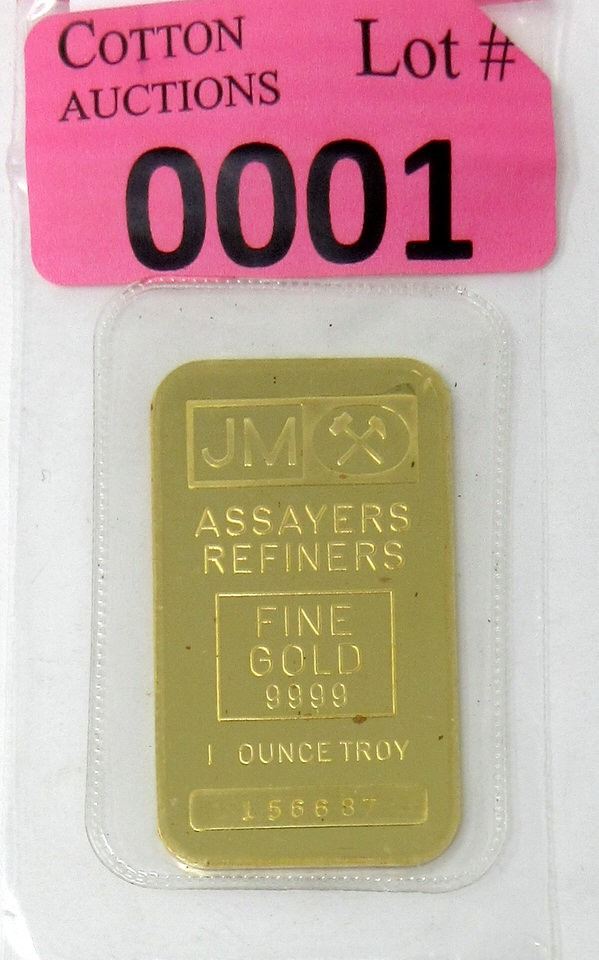 COTTON Lot #
AUCTIONS
0001
JM
ASSAYERS
REFINERS
FINE
GOLD
9999
1 OUNCE TROY
156687